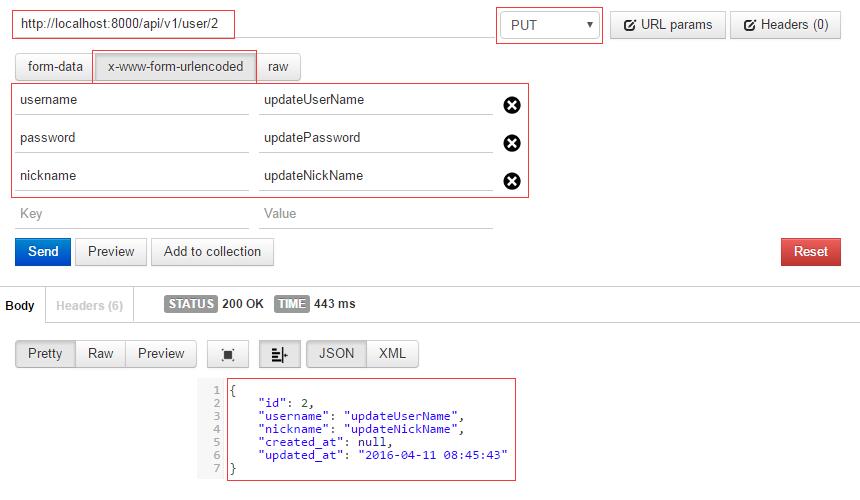 http://localhost:8000/api/v1/user/2 PUT URL params Headers (0)
form-data x-www-form-urlencoded raw
username updateUserName
password updatePassword
nickname updateNickName
Key Value
Send Preview Add to collection Reset
Body Headers (6) STATUS 200 OK TIME 443 ms
Pretty Raw Preview JSON XML
1 {
2 "id": 2,
3 "username": "updateUserName",
4 "nickname": "updateNickName",
5 "created_at": null,
6 "updated_at": "2016-04-11 08:45:43"
7 }